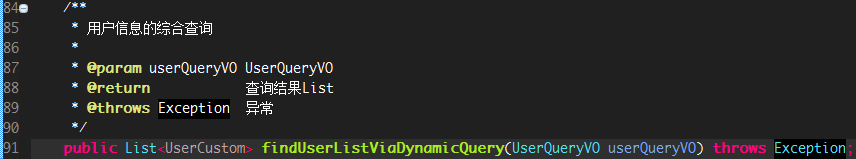 84 /**
85 * 用户信息的综合查询
86 *
87 * @param userQueryVO UserQueryVO
88 * @return 查询结果List
89 * @throws Exception 异常
90 */
91 public List<UserCustom> findUserListViaDynamicQuery(UserQueryVO userQueryVO) throws Exception;